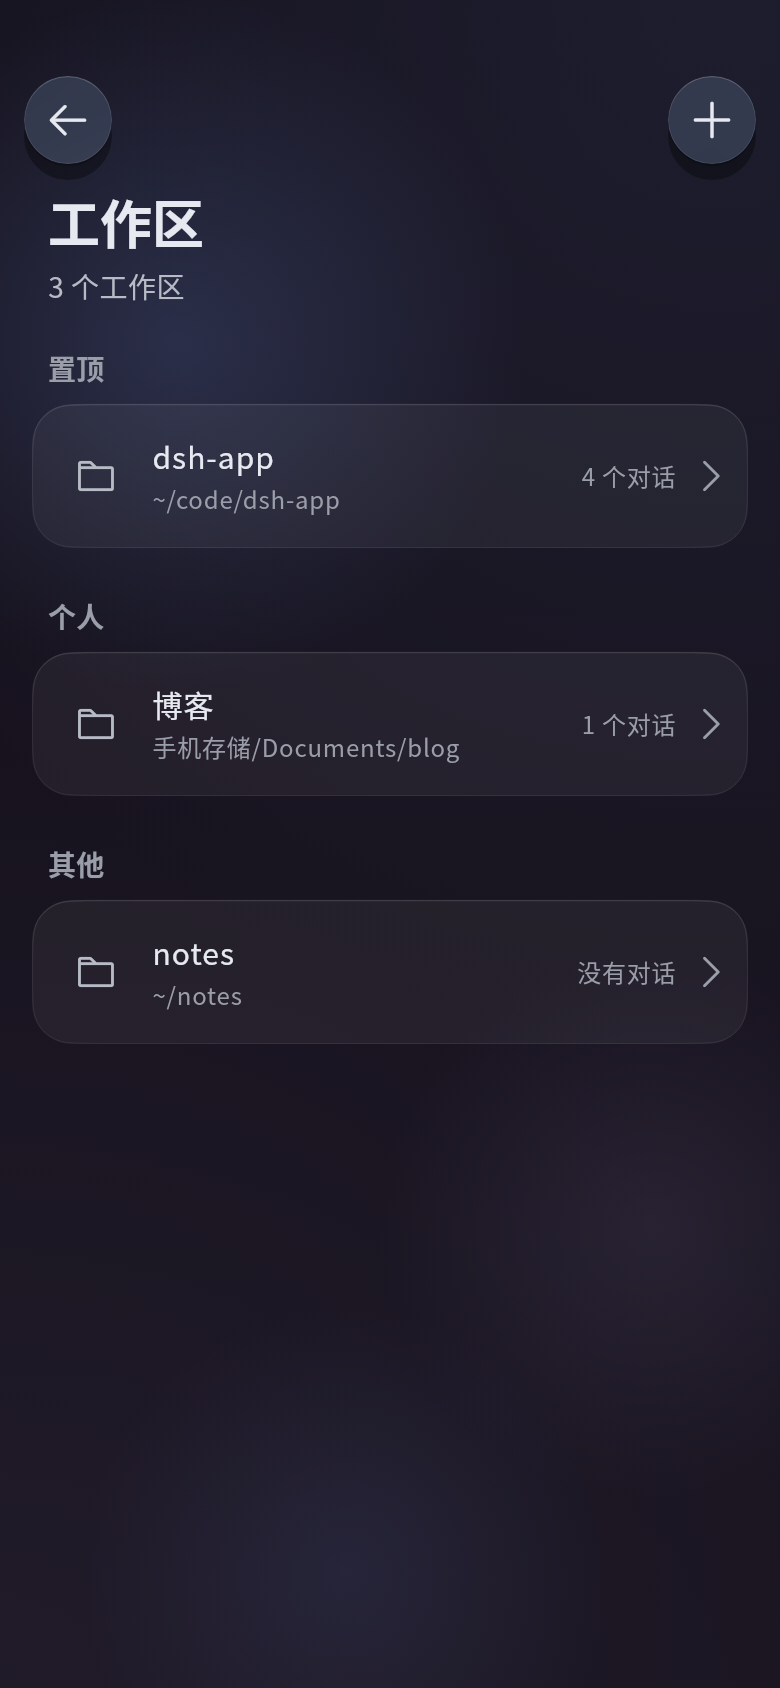 工作区
3 个工作区
置顶
dsh-app
~/code/dsh-app
4 个对话
个人
博客
手机存储/Documents/blog
1 个对话
其他
notes
~/notes
没有对话